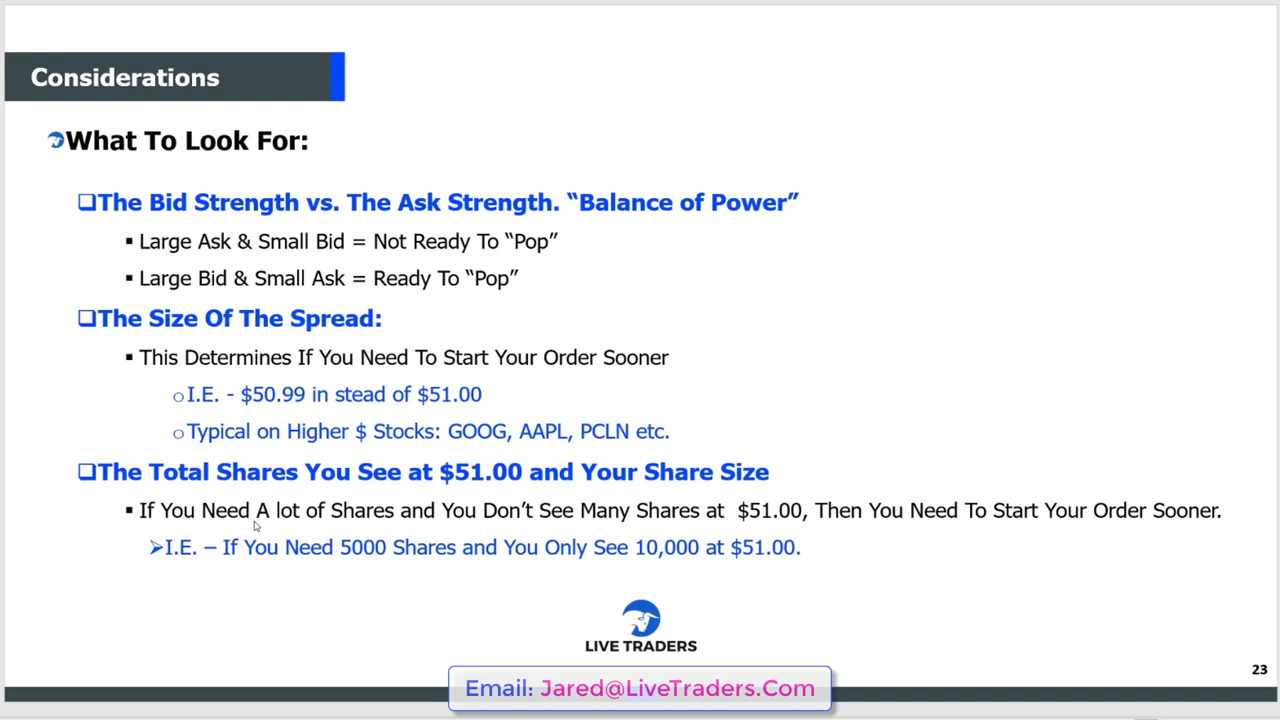 Considerations
What To Look For:
❑The Bid Strength vs. The Ask Strength. “Balance of Power”
▪ Large Ask & Small Bid = Not Ready To “Pop”
▪ Large Bid & Small Ask = Ready To “Pop”
❑The Size Of The Spread:
▪ This Determines If You Need To Start Your Order Sooner
○I.E. - $50.99 in stead of $51.00
○Typical on Higher $ Stocks: GOOG, AAPL, PCLN etc.
❑The Total Shares You See at $51.00 and Your Share Size
▪ If You Need A lot of Shares and You Don’t See Many Shares at $51.00, Then You Need To Start Your Order Sooner.
➢I.E. – If You Need 5000 Shares and You Only See 10,000 at $51.00.
LIVE TRADERS
23
Email: Jared@LiveTraders.Com